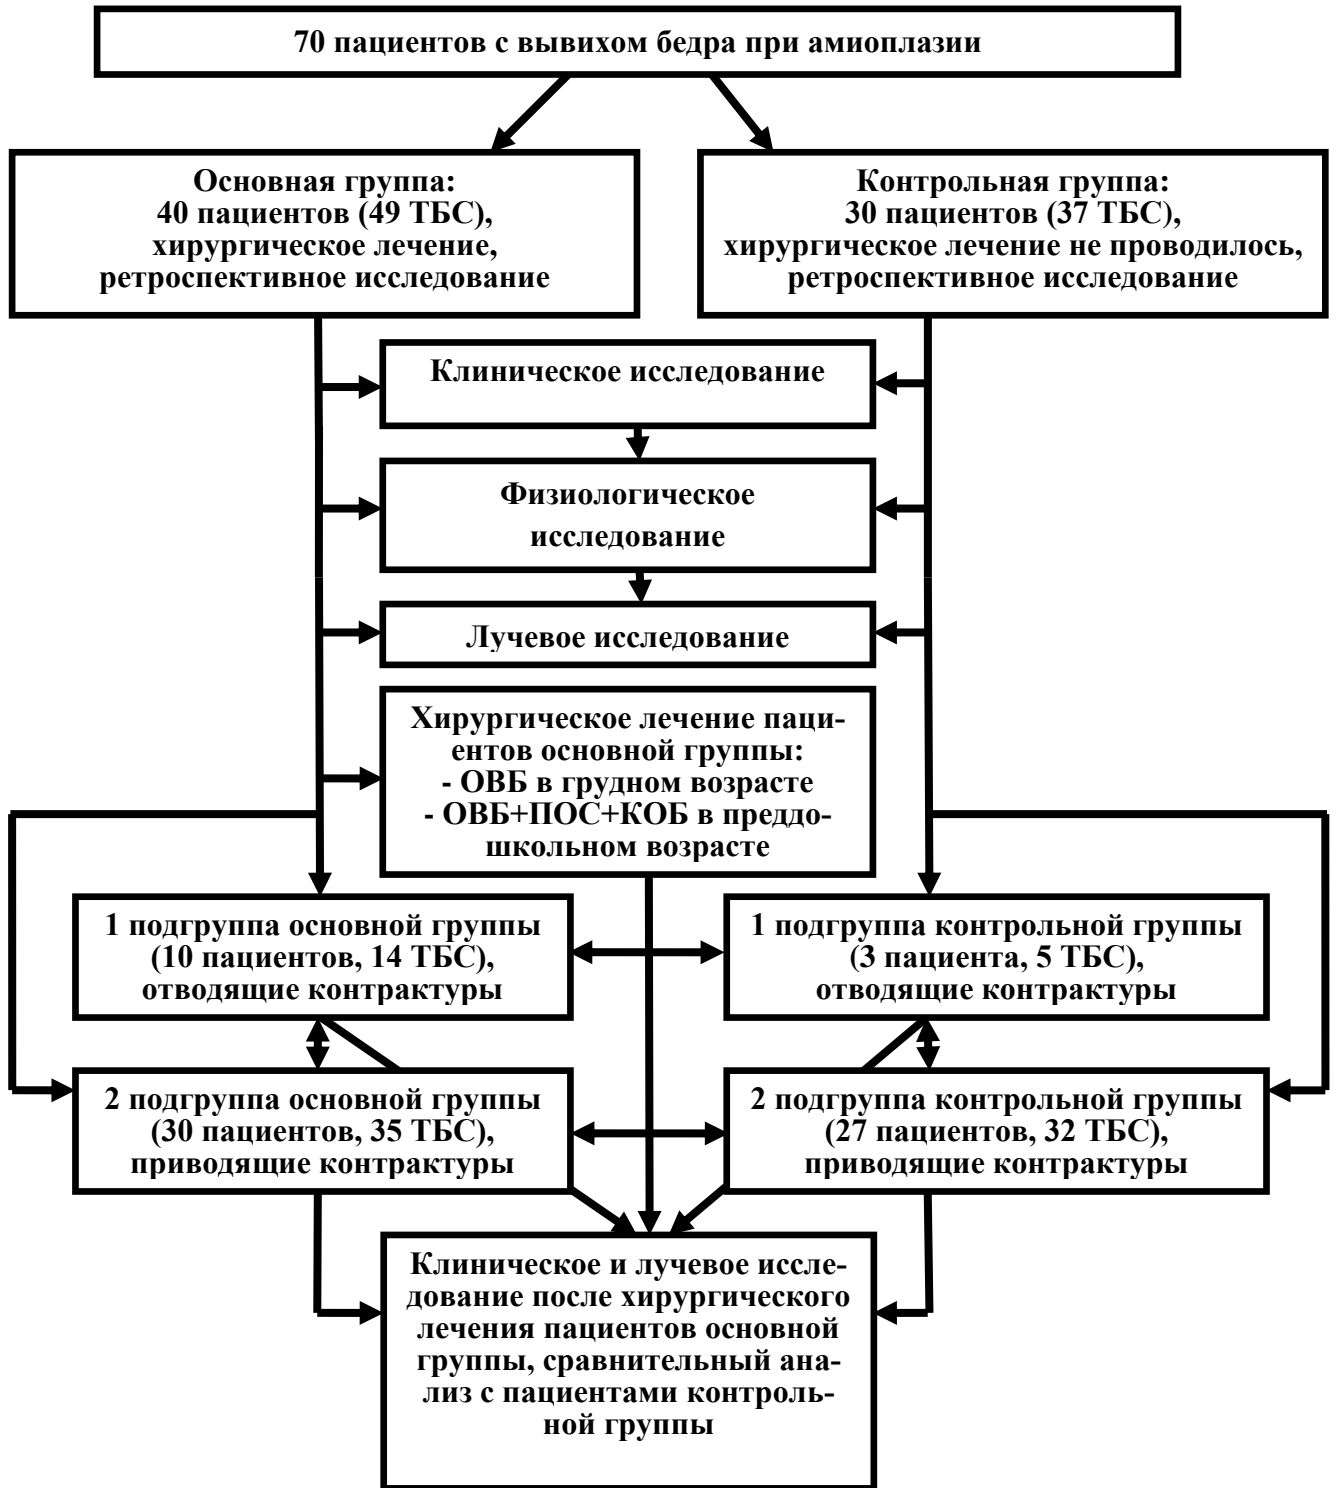 70 пациентов с вывихом бедра при амиоплазии
Основная группа:
40 пациентов (49 ТБС),
хирургическое лечение,
ретроспективное исследование
Контрольная группа:
30 пациентов (37 ТБС),
хирургическое лечение не проводилось,
ретроспективное исследование
Клиническое исследование
Физиологическое
исследование
Лучевое исследование
Хирургическое лечение паци-
ентов основной группы:
- ОВБ в грудном возрасте
- ОВБ+ПОС+КОБ в преддо-
школьном возрасте
1 подгруппа основной группы
(10 пациентов, 14 ТБС),
отводящие контрактуры
1 подгруппа контрольной группы
(3 пациента, 5 ТБС),
отводящие контрактуры
2 подгруппа основной группы
(30 пациентов, 35 ТБС),
приводящие контрактуры
2 подгруппа контрольной группы
(27 пациентов, 32 ТБС),
приводящие контрактуры
Клиническое и лучевое иссле-
дование после хирургического
лечения пациентов основной
группы, сравнительный ана-
лиз с пациентами контроль-
ной группы